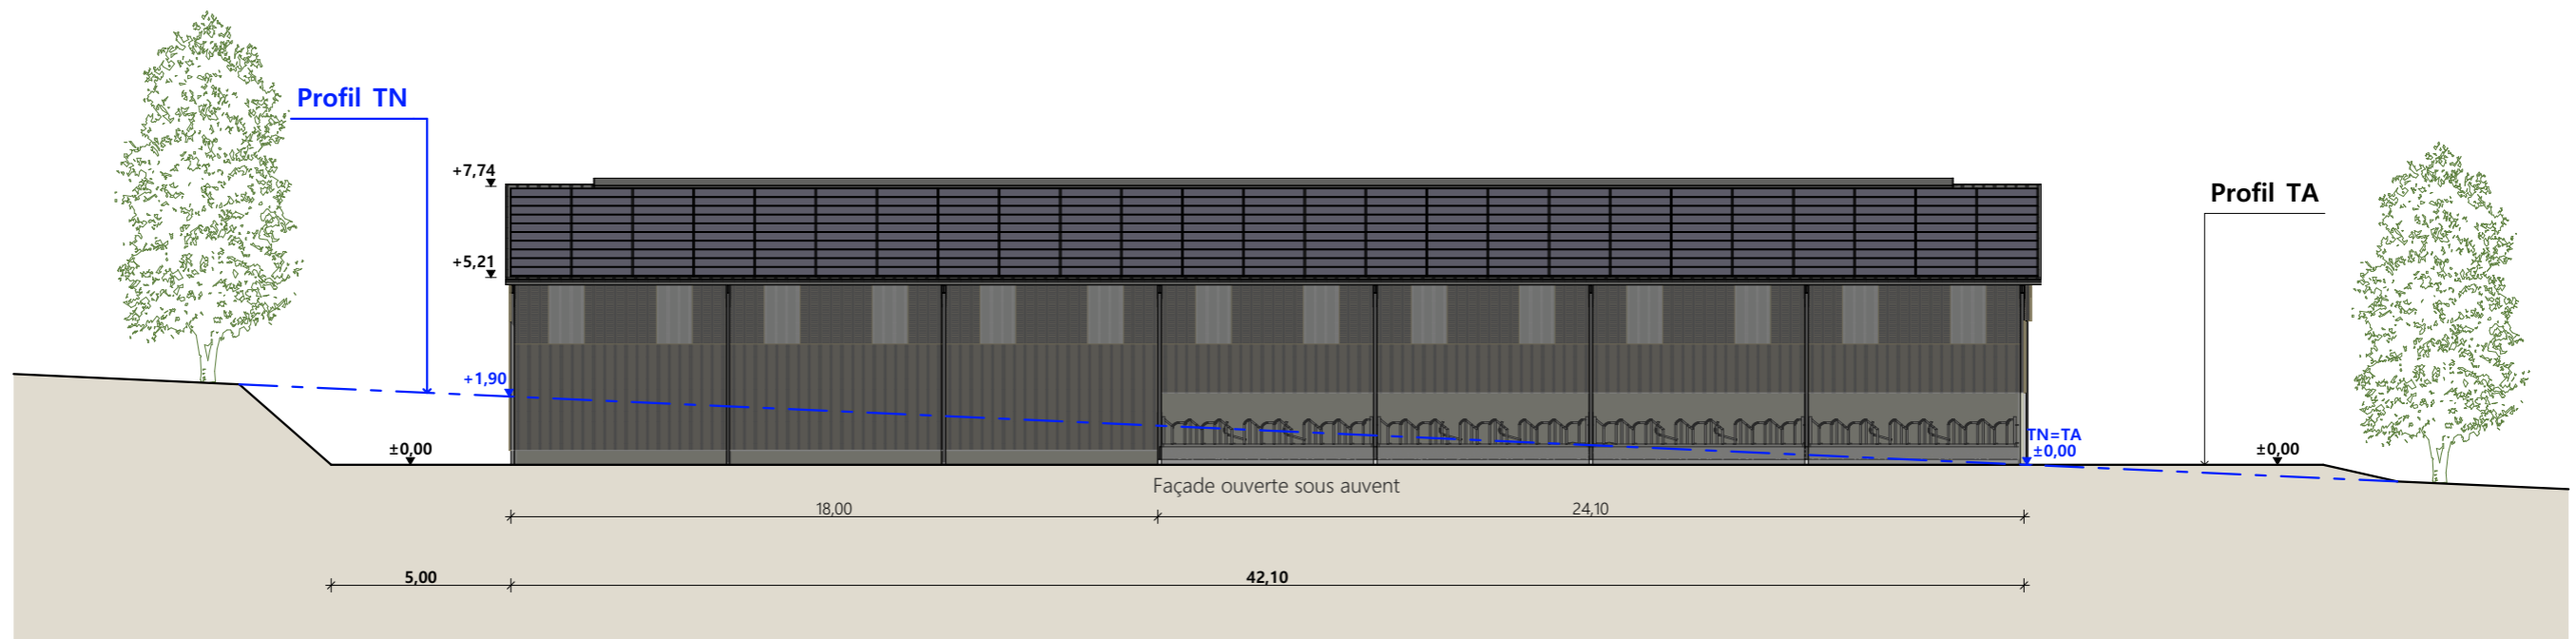 Profil TN
+7,74
Profil TA
+5,21
+1,90
TN=TA
±0,00
±0,00
±0,00
Façade ouverte sous auvent
18,00
24,10
5,00
42,10